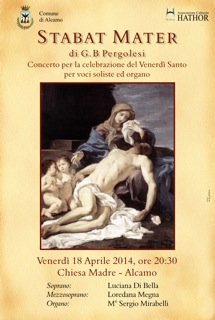 Comune
di Alcamo
Associazione Culturale
HATHOR
STABAT MATER
di G.B Pergolesi
Concerto per la celebrazione del Venerdì Santo
per voci soliste ed organo
Venerdì 18 Aprile 2014, ore 20:30
Chiesa Madre - Alcamo
Soprano: Luciana Di Bella
Mezzosoprano: Loredana Megna
Organo: M° Sergio Mirabelli